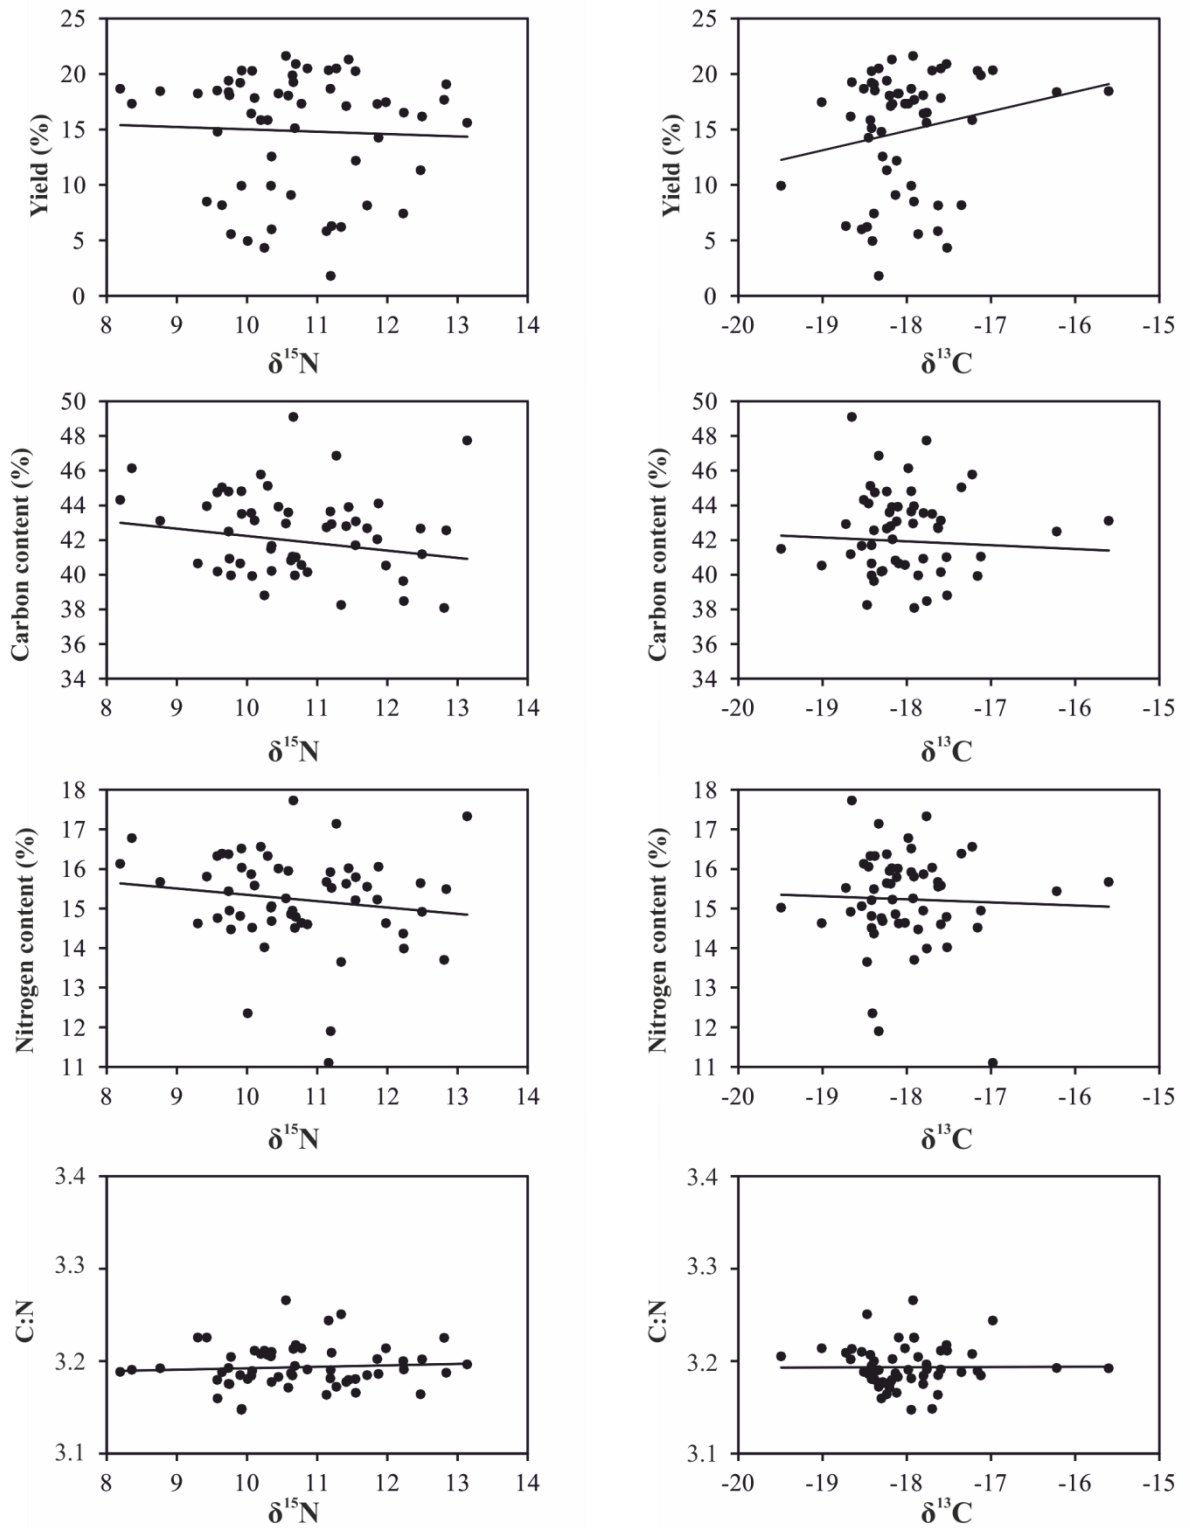 Yield (%)
25
20
15
10
5
0
8 9 10 11 12 13 14
δ¹⁵N
Yield (%)
25
20
15
10
5
0
-20 -19 -18 -17 -16 -15
δ¹³C
Carbon content (%)
50
48
46
44
42
40
38
36
34
8 9 10 11 12 13 14
δ¹⁵N
Carbon content (%)
50
48
46
44
42
40
38
36
34
-20 -19 -18 -17 -16 -15
δ¹³C
Nitrogen content (%)
18
17
16
15
14
13
12
11
8 9 10 11 12 13 14
δ¹⁵N
Nitrogen content (%)
18
17
16
15
14
13
12
11
-20 -19 -18 -17 -16 -15
δ¹³C
C:N
3.4
3.3
3.2
3.1
8 9 10 11 12 13 14
δ¹⁵N
C:N
3.4
3.3
3.2
3.1
-20 -19 -18 -17 -16 -15
δ¹³C